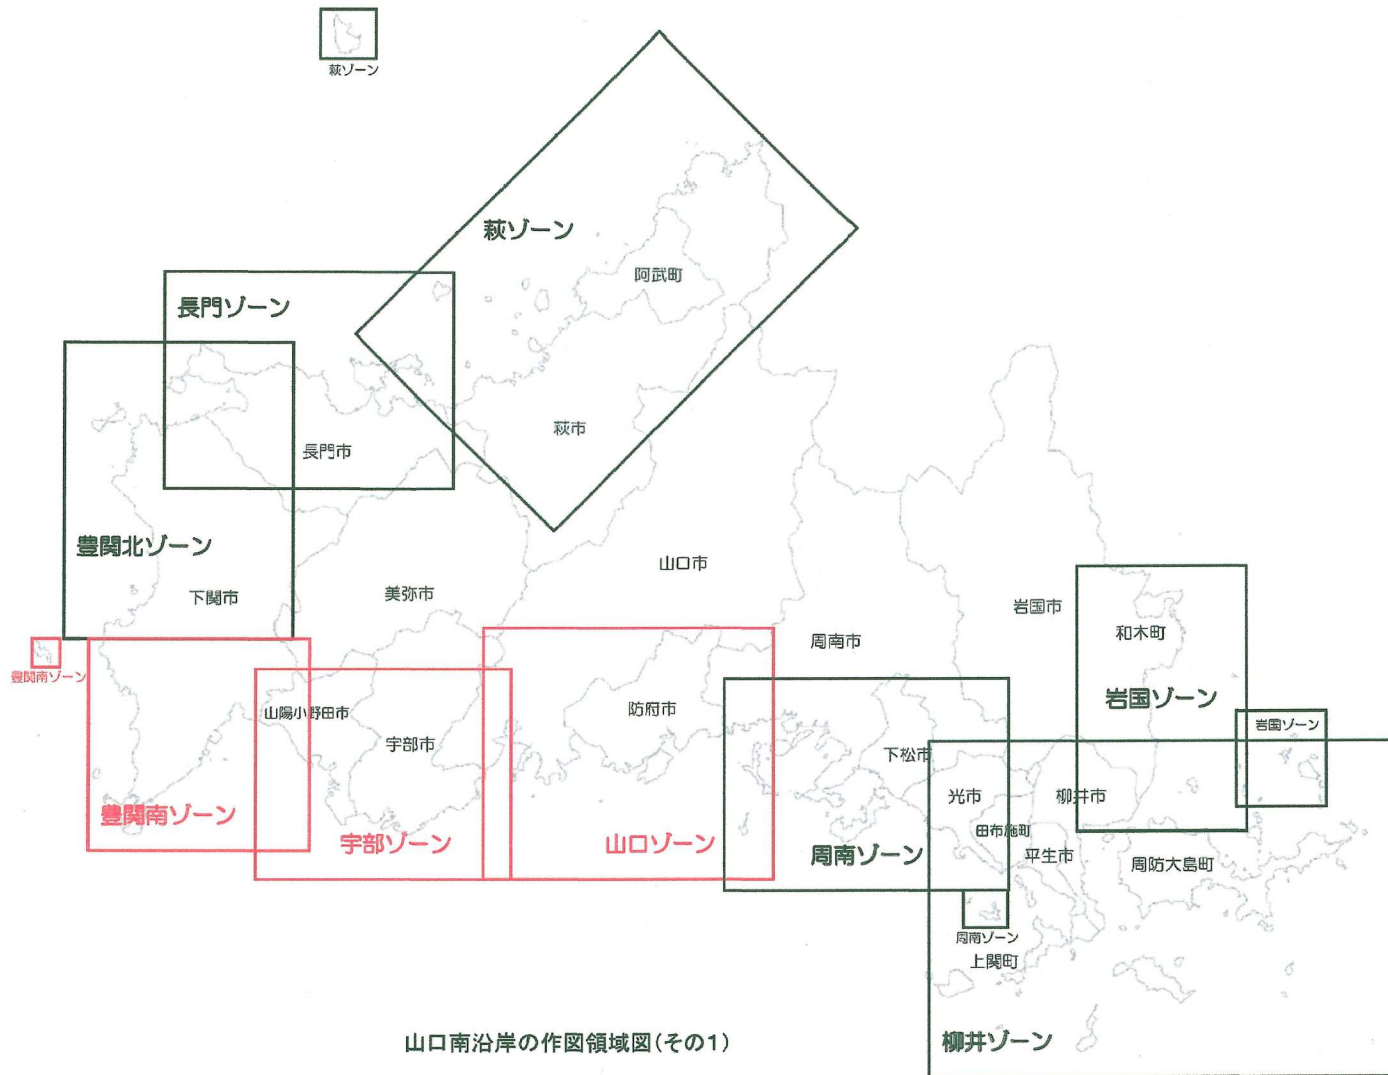 萩ゾーン
萩ゾーン
阿武町
長門ゾーン
萩市
長門市
豊関北ゾーン
山口市
下関市
美弥市
岩国市
和木町
周南市
豊関南ゾーン
岩国ゾーン
山陽小野田市
防府市
岩国ゾーン
宇部市
下松市
光市
柳井市
豊関南ゾーン
田布施町
宇部ゾーン
山口ゾーン
周南ゾーン
平生市
周防大島町
周南ゾーン
上関町
山口南沿岸の作図領域図(その1)
柳井ゾーン